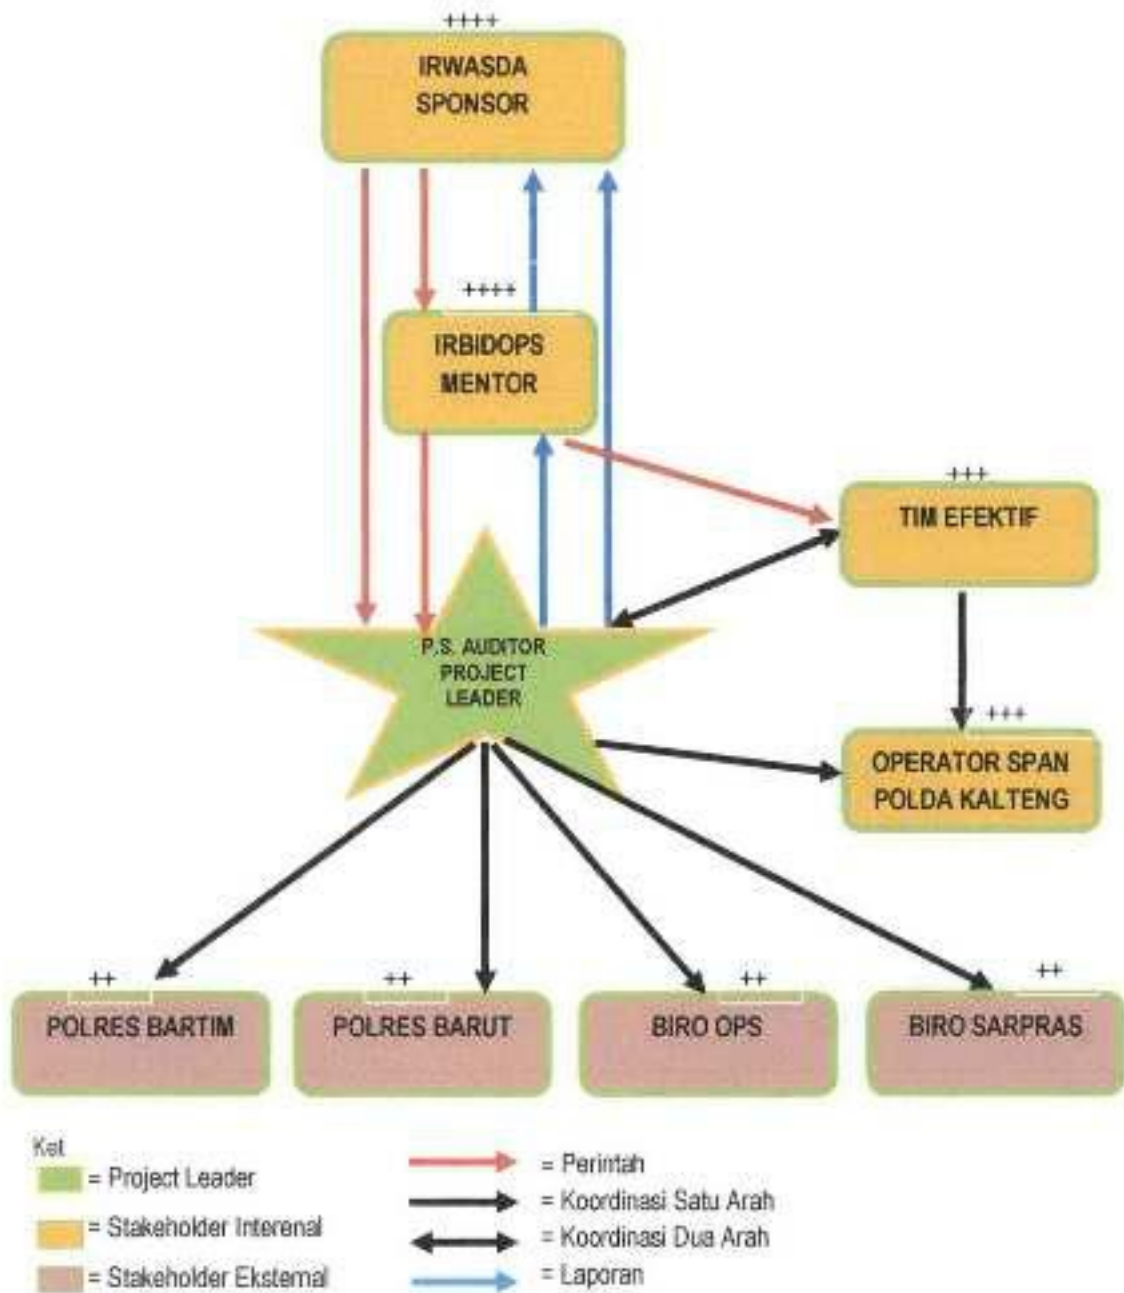 ++++
IRWASDA
SPONSOR
++++
IRBIDOPS
MENTOR
+++
TIM EFEKTIF
P.S. AUDITOR
PROJECT
LEADER
+++
OPERATOR SPAN
POLDA KALTENG
++
++
++
++
POLRES BARTIM
POLRES BARUT
BIRO OPS
BIRO SARPRAS
Ket
= Project Leader
= Stakeholder Interenal
= Stakeholder Eksternal
= Perintah
= Koordinasi Satu Arah
= Koordinasi Dua Arah
= Laporan